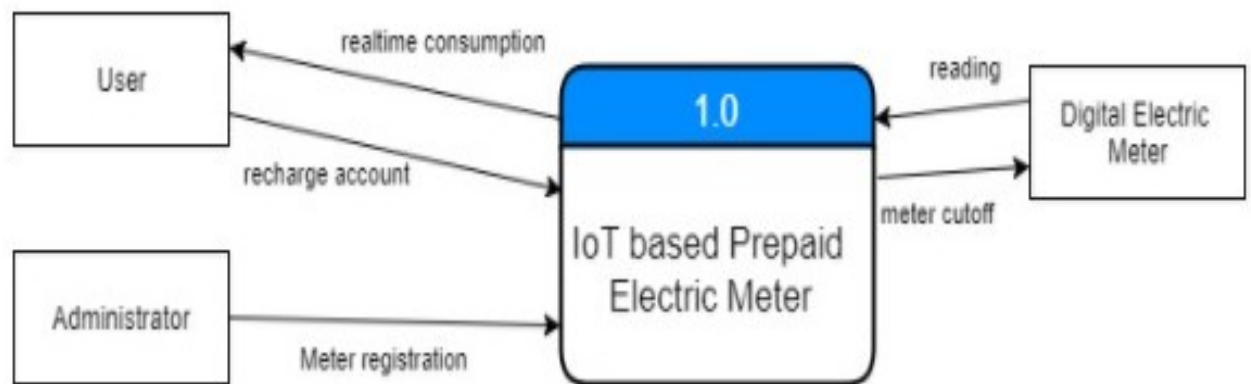 User
realtime consumption
recharge account
Administrator
Meter registration
1.0
IoT based Prepaid
Electric Meter
reading
meter cutoff
Digital Electric
Meter